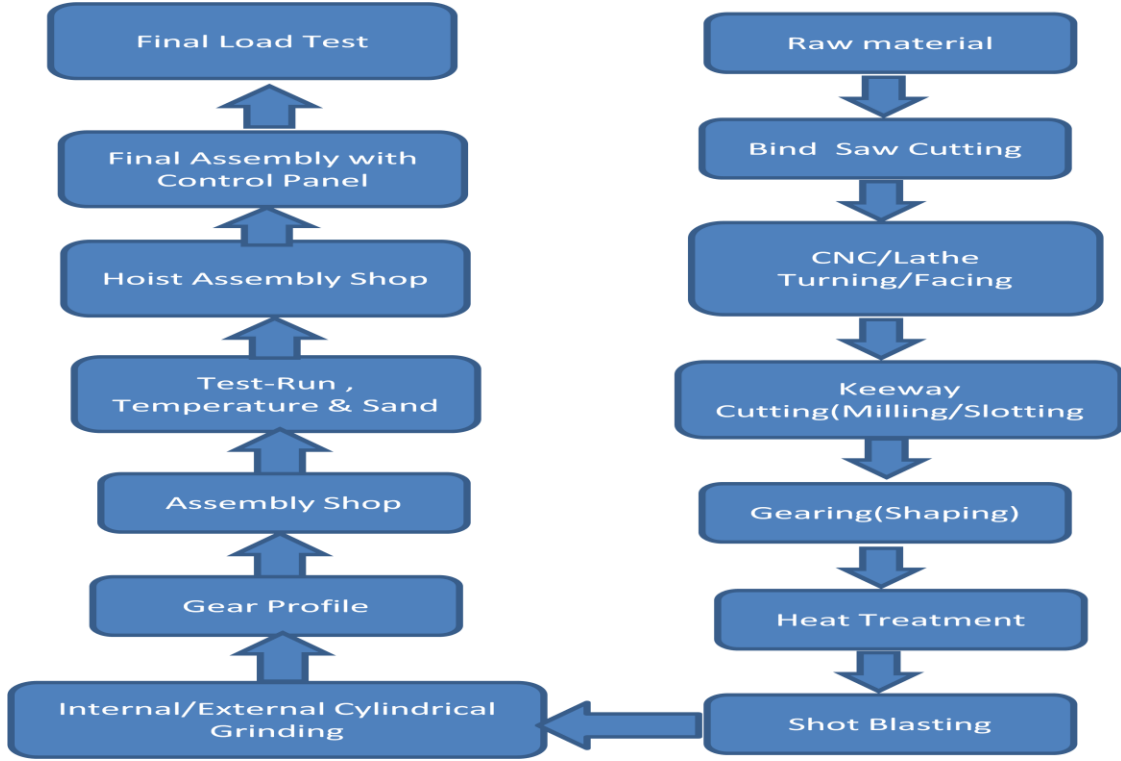 Raw material
Bind Saw Cutting
CNC/Lathe
Turning/Facing
Keeway
Cutting(Milling/Slotting
Gearing(Shaping)
Heat Treatment
Shot Blasting
Internal/External Cylindrical
Grinding
Gear Profile
Assembly Shop
Test-Run ,
Temperature & Sand
Hoist Assembly Shop
Final Assembly with
Control Panel
Final Load Test